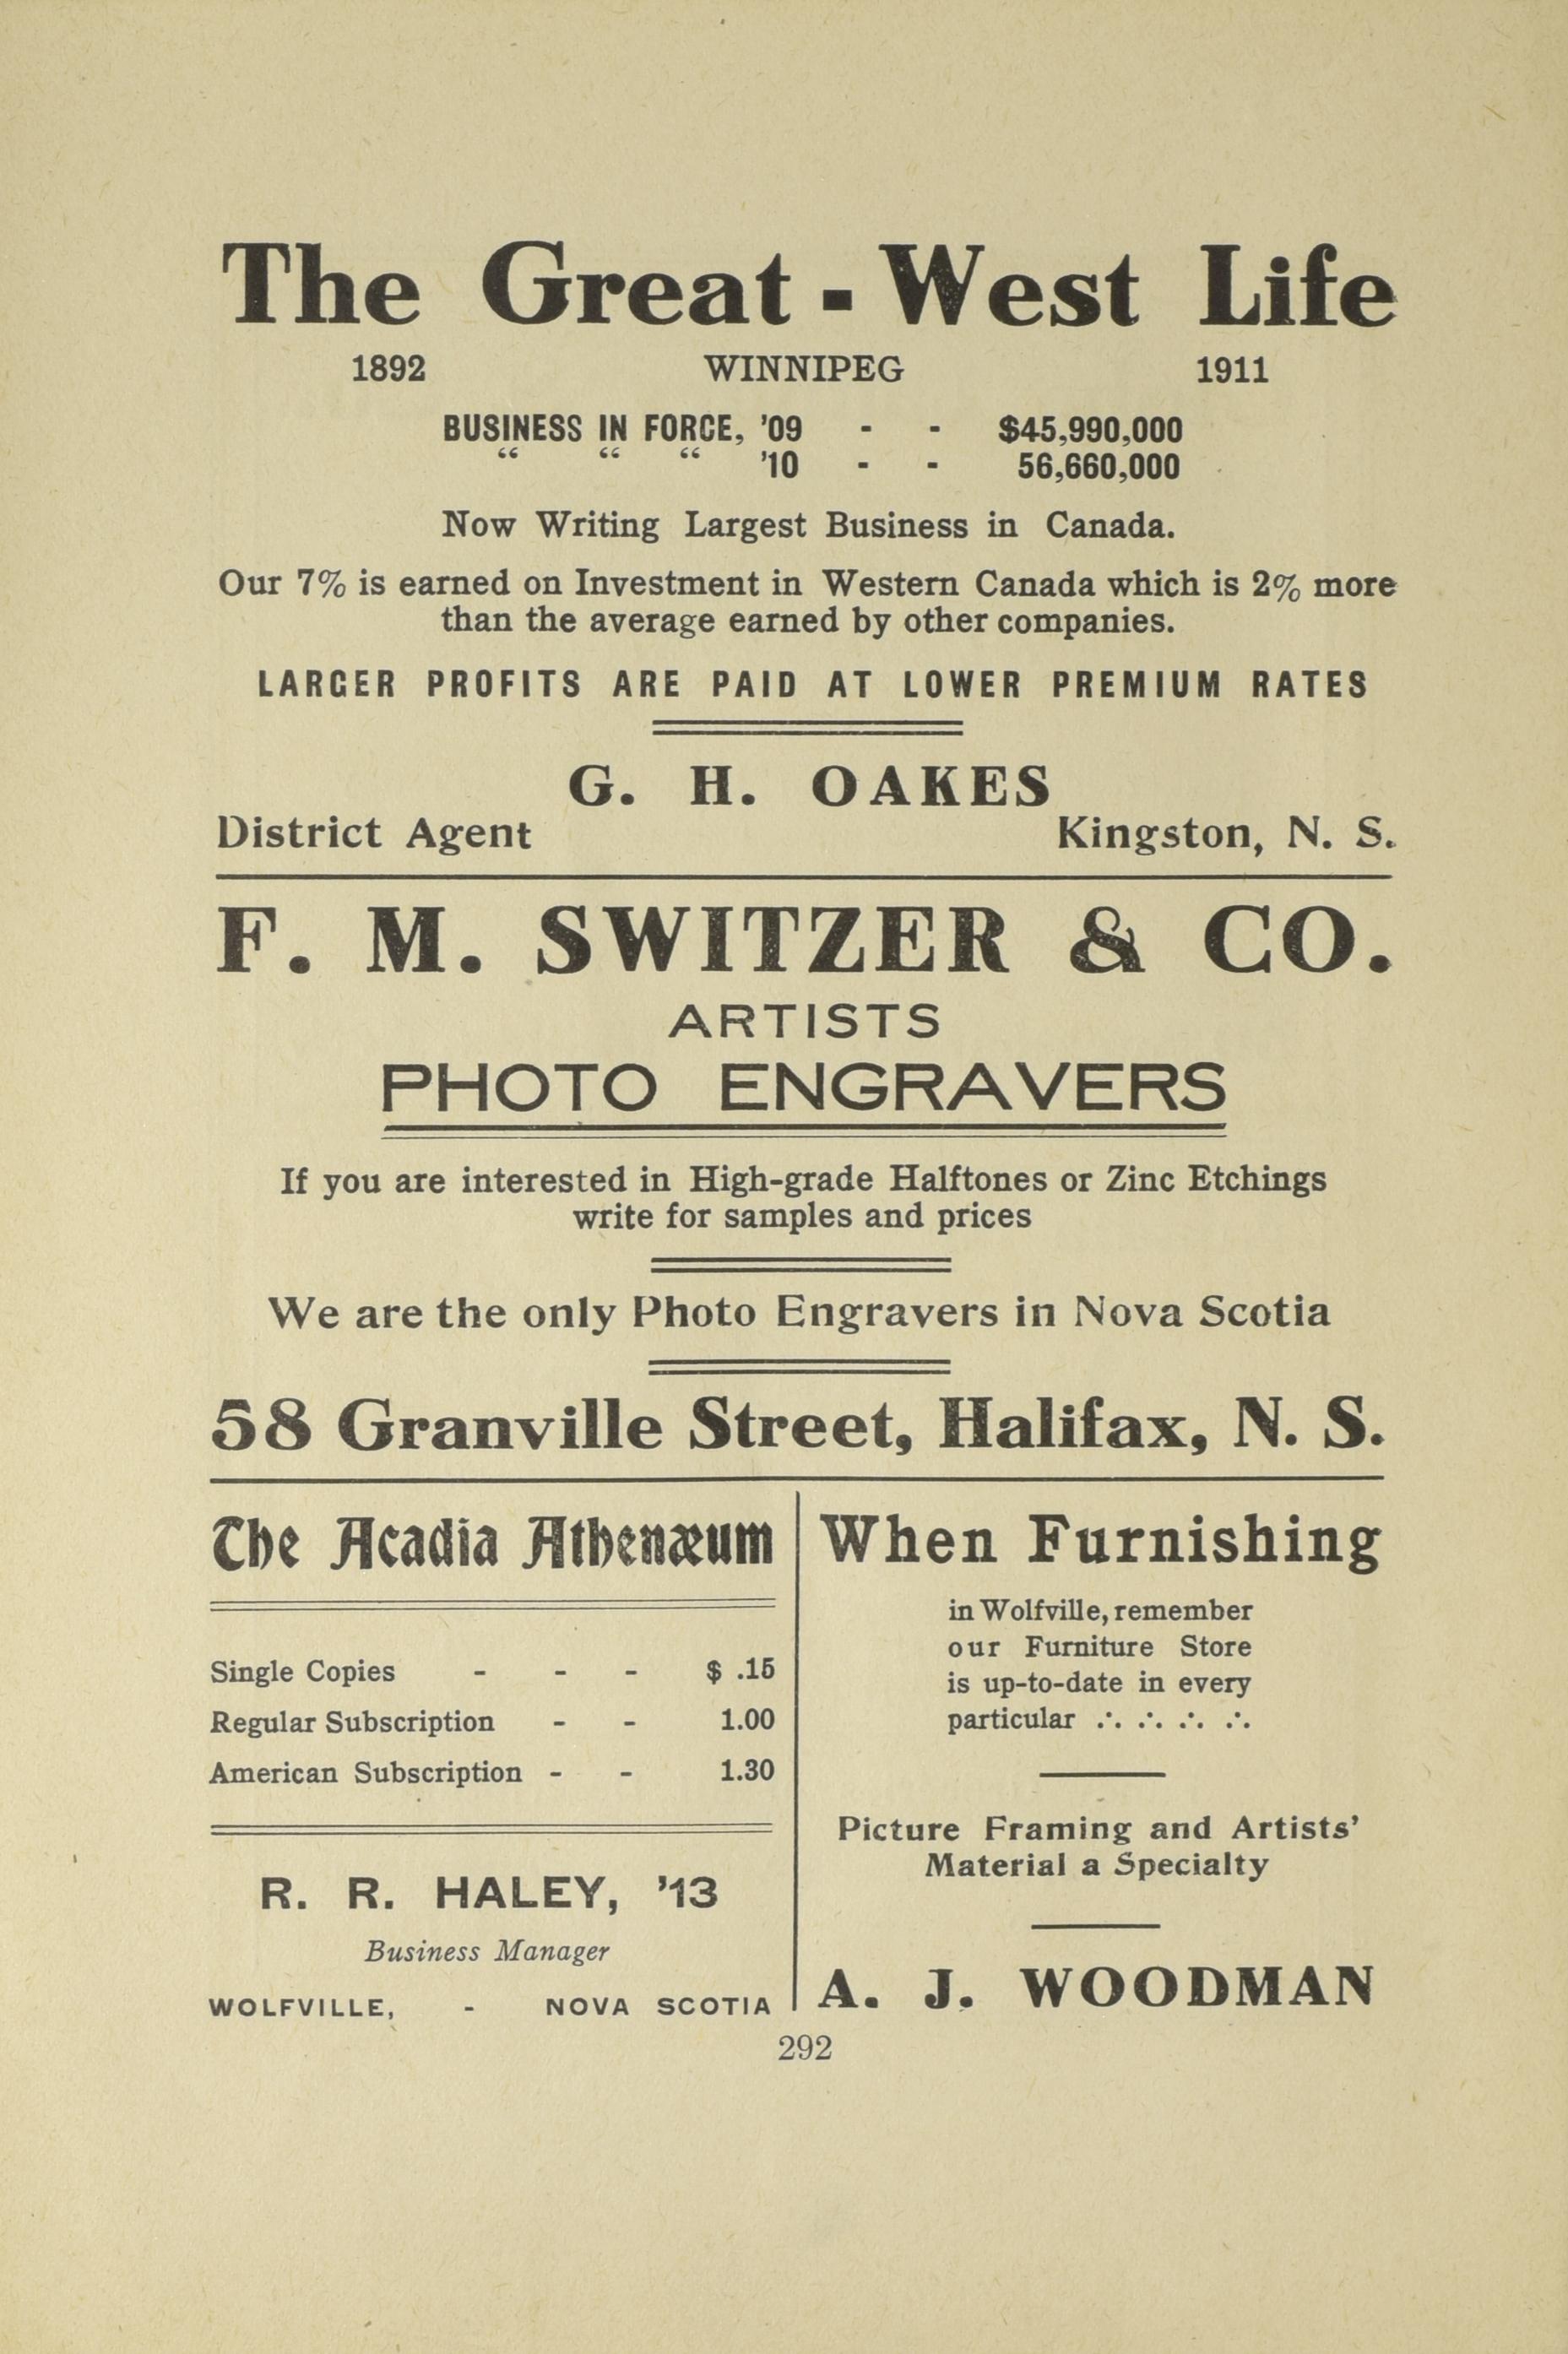 The Great - West Life
1892 WINNIPEG 1911
BUSINESS IN FORCE, '09 - - $45,990,000
“ “ “ '10 - - 56,660,000
Now Writing Largest Business in Canada.
Our 7% is earned on Investment in Western Canada which is 2% more
than the average earned by other companies.
LARGER PROFITS ARE PAID AT LOWER PREMIUM RATES
G. H. OAKES
District Agent Kingston, N. S.
F. M. SWITZER & CO.
ARTISTS
PHOTO ENGRAVERS
If you are interested in High-grade Halftones or Zinc Etchings
write for samples and prices
We are the only Photo Engravers in Nova Scotia
58 Granville Street, Halifax, N. S.
The Acadia Athenæum
Single Copies - - - $ .15
Regular Subscription - - 1.00
American Subscription - - 1.30
R. R. HALEY, '13
Business Manager
WOLFVILLE, - NOVA SCOTIA
When Furnishing
in Wolfville, remember
our Furniture Store
is up-to-date in every
particular ∴ ∴ ∴ ∴
Picture Framing and Artists'
Material a Specialty
A. J. WOODMAN
292